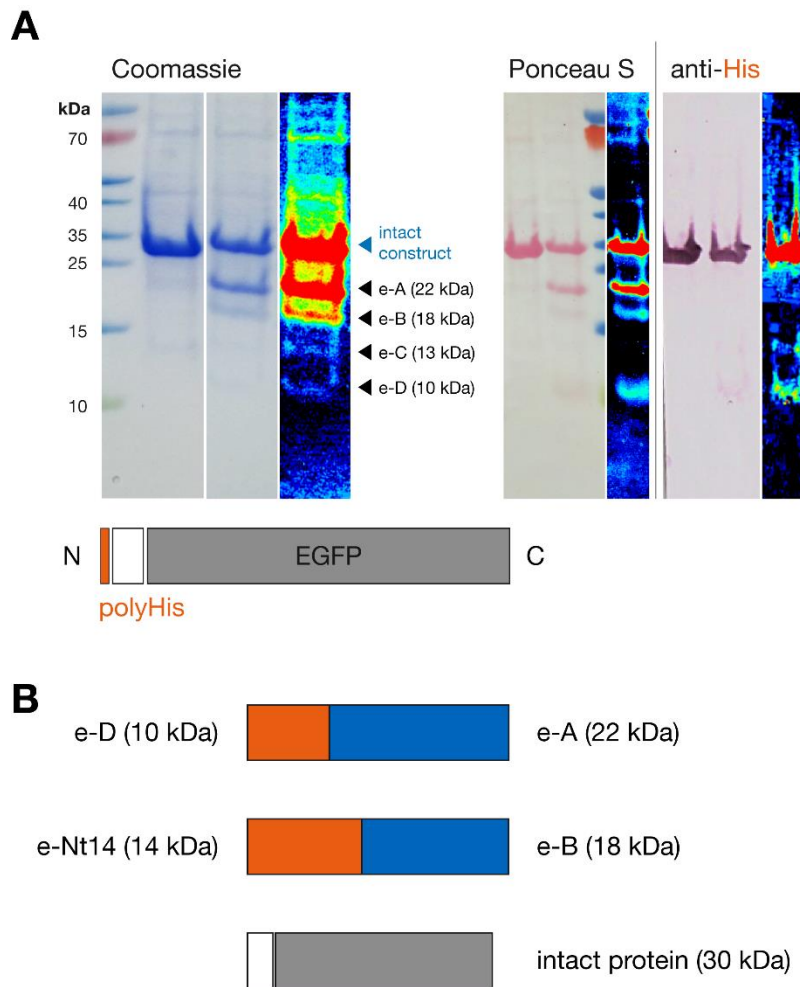 A
Coomassie
Ponceau S
anti-His
kDa
70
40
35
25
15
10
intact
construct
e-A (22 kDa)
e-B (18 kDa)
e-C (13 kDa)
e-D (10 kDa)
N
EGFP
C
polyHis
B
e-D (10 kDa)
e-A (22 kDa)
e-Nt14 (14 kDa)
e-B (18 kDa)
intact protein (30 kDa)